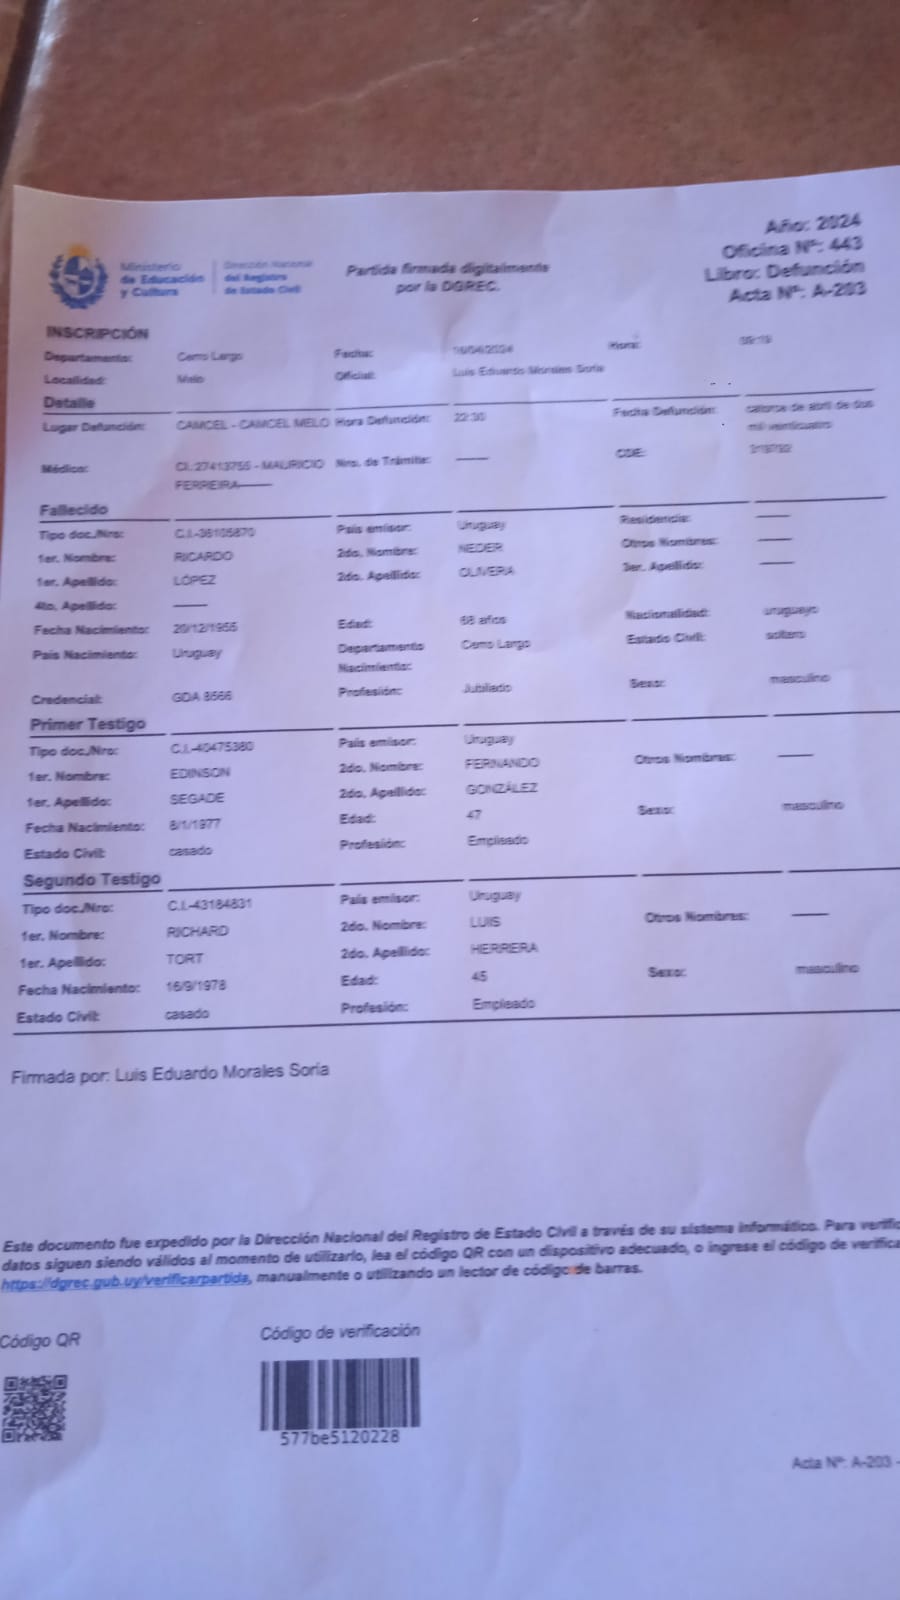 Ministerio
de Educación
y Cultura
Dirección Nacional
del Registro
de Estado Civil
Partida firmada digitalmente
por la DGREC.
Año: 2024
Oficina Nº: 443
Libro: Defunción
Acta Nº: A-203
INSCRIPCIÓN
Departamento: Cerro Largo Fecha: Hora:
Localidad: Melo Oficial: Luis Eduardo Morales Soria
Detalle
Lugar Defunción: CAMCEL - CAMCEL MELO Hora Defunción: 22:30 Fecha Defunción: catorce de abril de dos
mil veinticuatro
Médico: CI.:27413755 - MAURICIO Nro. de Trámite: —— CDE:
FERREIRA——
Fallecido
Tipo doc./Nro: C.I.-36105870 País emisor: Uruguay Residencia: ——
1er. Nombre: RICARDO 2do. Nombre: NEDER Otros Nombres: ——
1er. Apellido: LÓPEZ 2do. Apellido: OLIVERA 3er. Apellido: ——
4to. Apellido: ——
Fecha Nacimiento: 20/12/1955 Edad: 68 años Nacionalidad: uruguayo
País Nacimiento: Uruguay Departamento Cerro Largo Estado Civil: soltero
Nacimiento:
Credencial: GDA 8566 Profesión: Jubilado Sexo: masculino
Primer Testigo
Tipo doc./Nro: C.I.-40475380 País emisor: Uruguay
1er. Nombre: EDINSON 2do. Nombre: FERNANDO Otros Nombres: ——
1er. Apellido: SEGADE 2do. Apellido: GONZÁLEZ
Fecha Nacimiento: 8/1/1977 Edad: 47 Sexo: masculino
Estado Civil: casado Profesión: Empleado
Segundo Testigo
Tipo doc./Nro: C.I.-43184831 País emisor: Uruguay
1er. Nombre: RICHARD 2do. Nombre: LUIS Otros Nombres: ——
1er. Apellido: TORT 2do. Apellido: HERRERA
Fecha Nacimiento: 16/9/1978 Edad: 45 Sexo: masculino
Estado Civil: casado Profesión: Empleado
Firmada por: Luis Eduardo Morales Soria
Este documento fue expedido por la Dirección Nacional del Registro de Estado Civil a través de su sistema informático. Para verific
datos siguen siendo válidos al momento de utilizarlo, lea el código QR con un dispositivo adecuado, o ingrese el código de verifica
https://dgrec.gub.uy/verificarpartida, manualmente o utilizando un lector de código de barras.
Código QR
Código de verificación
577be5120228
Acta Nº: A-203 -